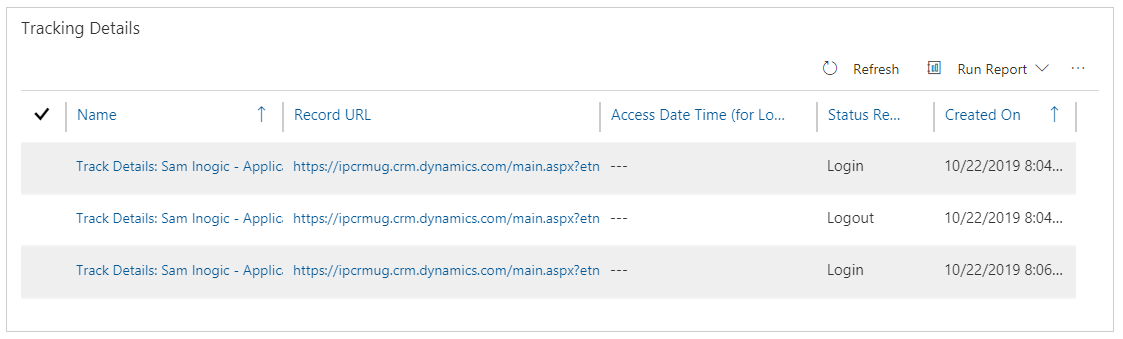 Tracking Details
Refresh Run Report ...
Name Record URL Access Date Time (for Lo... Status Re... Created On
Track Details: Sam Inogic - Applic https://ipcrmug.crm.dynamics.com/main.aspx?etn --- Login 10/22/2019 8:04...
Track Details: Sam Inogic - Applic https://ipcrmug.crm.dynamics.com/main.aspx?etn --- Logout 10/22/2019 8:04...
Track Details: Sam Inogic - Applic https://ipcrmug.crm.dynamics.com/main.aspx?etn --- Login 10/22/2019 8:06...